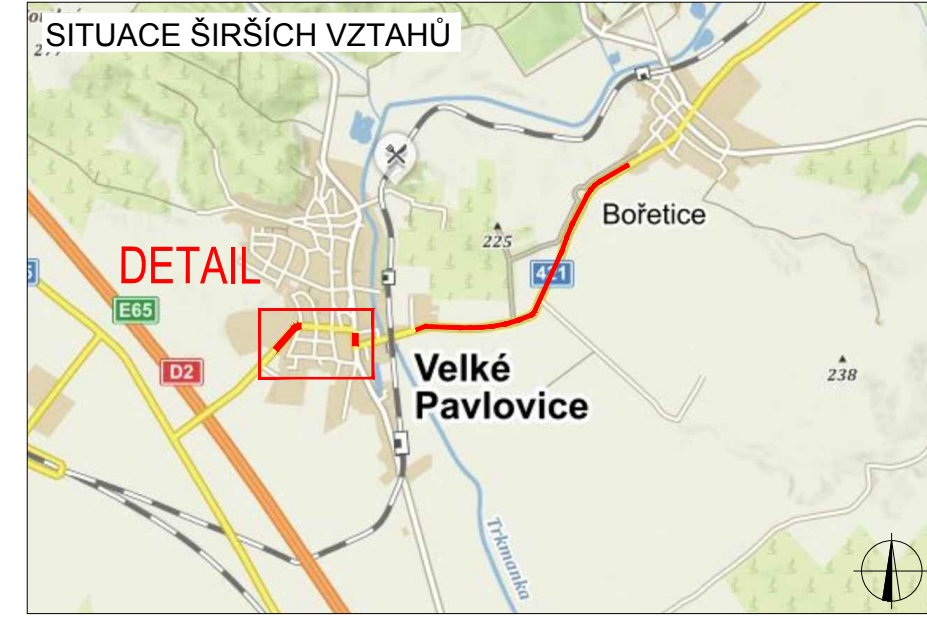 SITUACE ŠIRŠÍCH VZTAHŮ
Bořetice
225
DETAIL
421
E65
D2
Velké
Pavlovice
238
Trkmanka